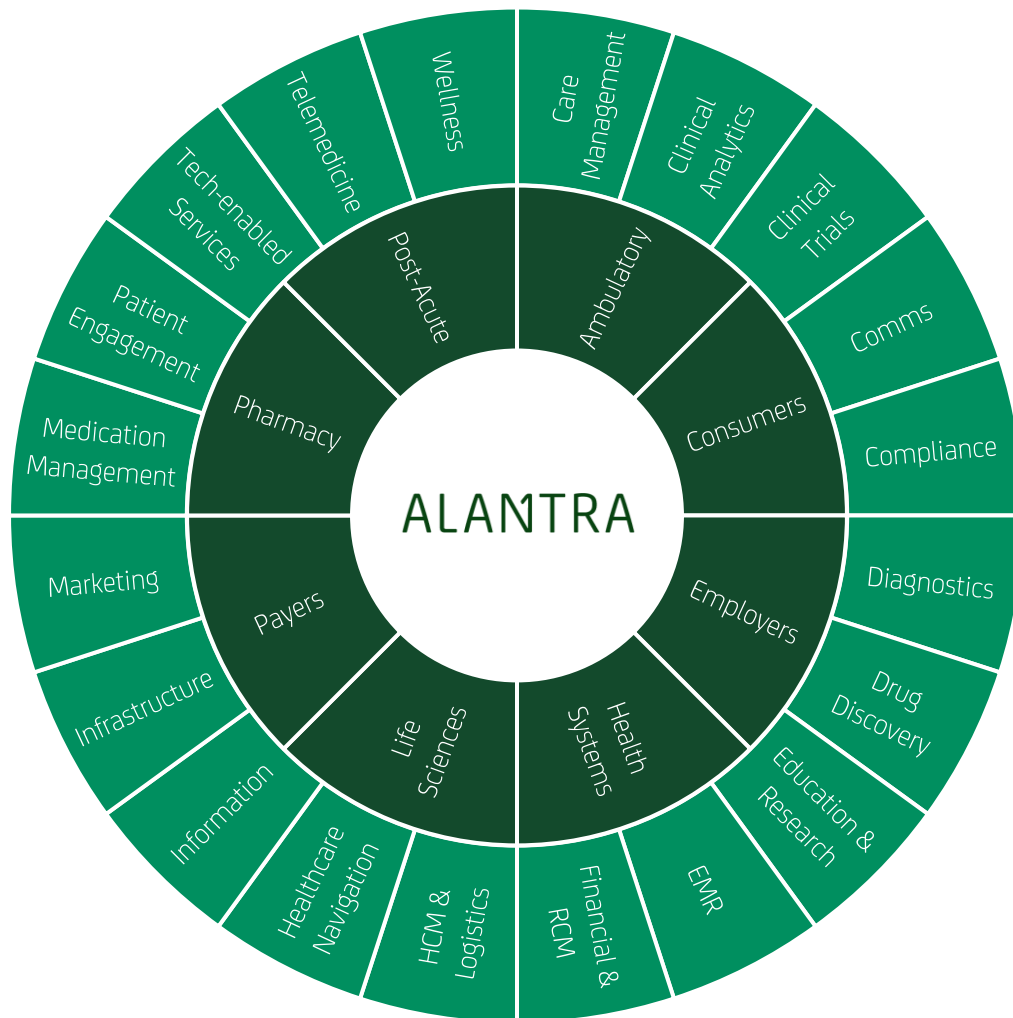 Care
Management
Clinical
Analytics
Clinical
Trials
Comms
Compliance
Diagnostics
Drug
Discovery
Education &
Research
EMR
Financial &
RCM
HCM &
Logistics
Healthcare
Navigation
Information
Infrastructure
Marketing
Medication
Management
Patient
Engagement
Tech-enabled
Services
Telemedicine
Wellness
Ambulatory
Consumers
Employers
Health
Systems
Life
Sciences
Payers
Pharmacy
Post-Acute
ALANTRA